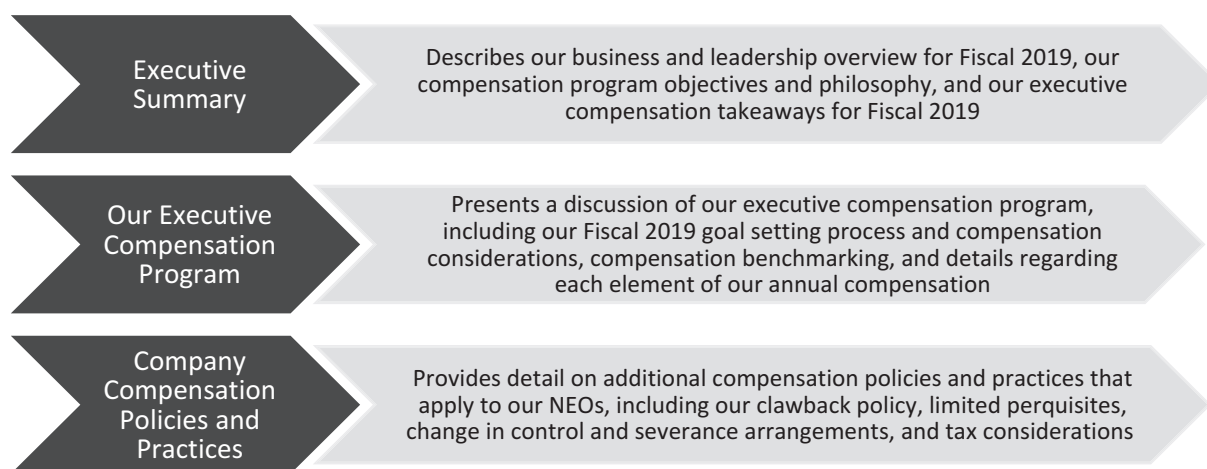 Executive
Summary
Describes our business and leadership overview for Fiscal 2019, our
compensation program objectives and philosophy, and our executive
compensation takeaways for Fiscal 2019
Our Executive
Compensation
Program
Presents a discussion of our executive compensation program,
including our Fiscal 2019 goal setting process and compensation
considerations, compensation benchmarking, and details regarding
each element of our annual compensation
Company
Compensation
Policies and
Practices
Provides detail on additional compensation policies and practices that
apply to our NEOs, including our clawback policy, limited perquisites,
change in control and severance arrangements, and tax considerations